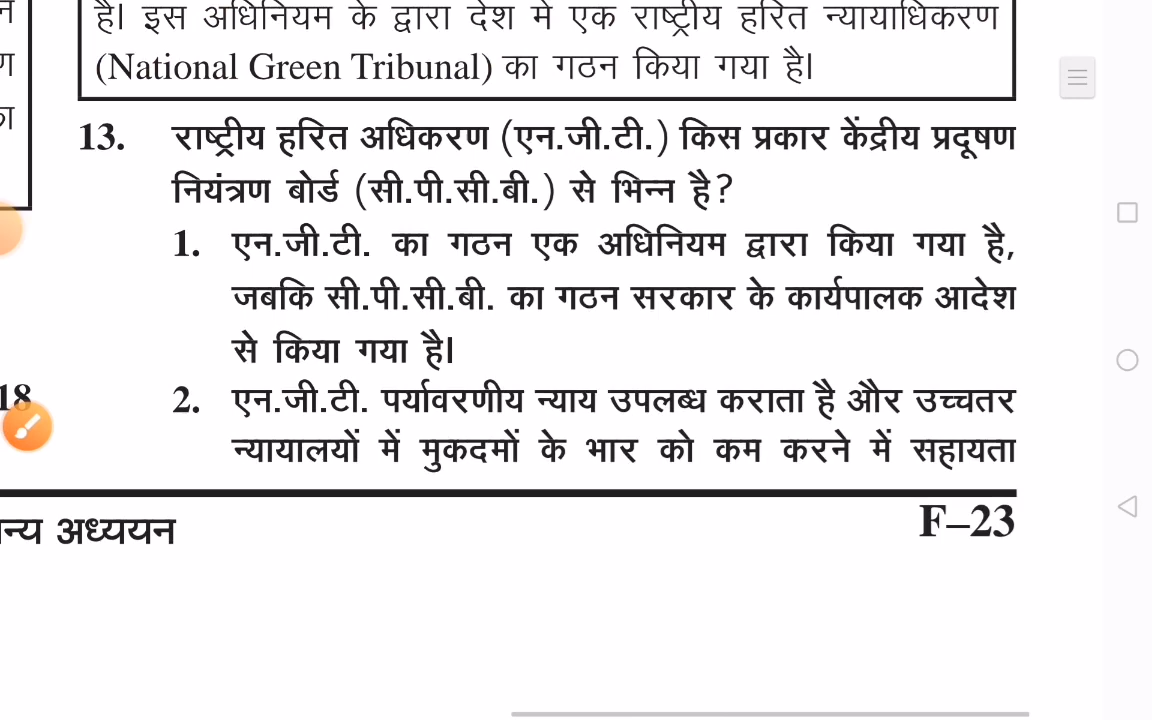 है। इस अधिनियम के द्वारा देश में एक राष्ट्रीय हरित न्यायाधिकरण
(National Green Tribunal) का गठन किया गया है।
13. राष्ट्रीय हरित अधिकरण (एन.जी.टी.) किस प्रकार केंद्रीय प्रदूषण
नियंत्रण बोर्ड (सी.पी.सी.बी.) से भिन्न है?
1. एन.जी.टी. का गठन एक अधिनियम द्वारा किया गया है,
जबकि सी.पी.सी.बी. का गठन सरकार के कार्यपालक आदेश
से किया गया है।
18
2. एन.जी.टी. पर्यावरणीय न्याय उपलब्ध कराता है और उच्चतर
न्यायालयों में मुकदमों के भार को कम करने में सहायता
अध्ययन
F–23